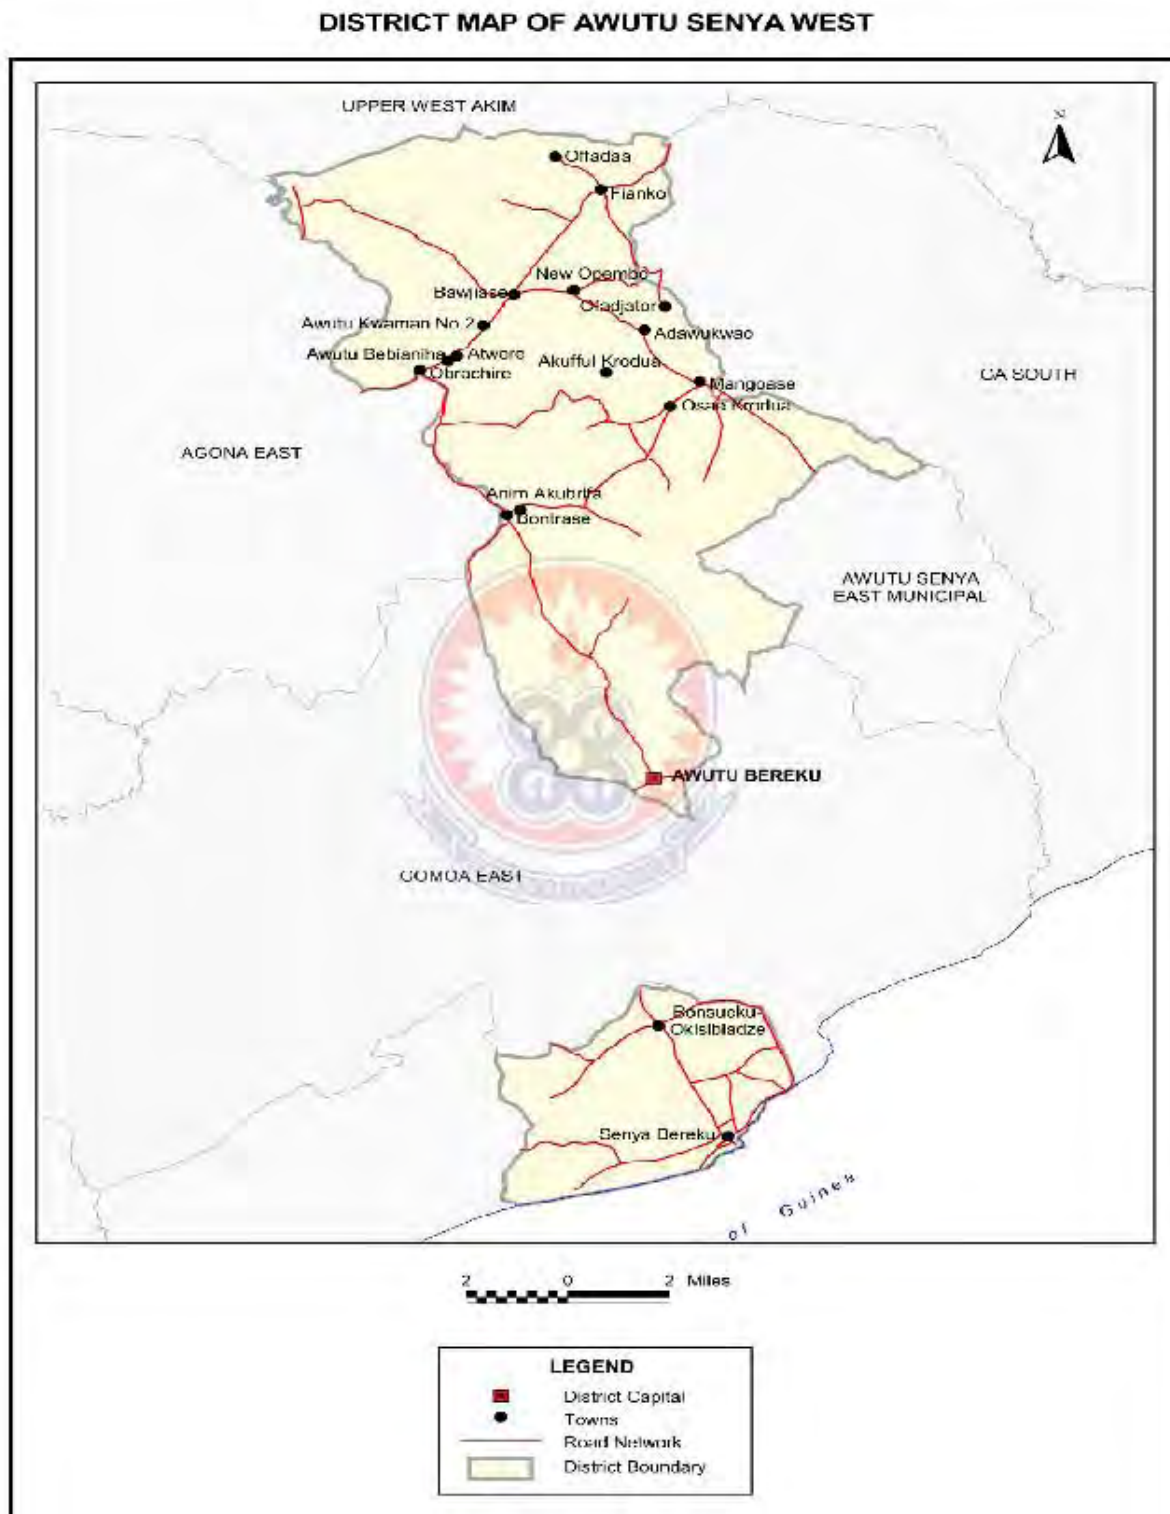 DISTRICT MAP OF AWUTU SENYA WEST
UPPER WEST AKIM
N
Offadaa
Fianko
New Opembo
Bawjiase
Ofadjator
Awutu Kwaman No.2
Adawukwao
Awutu Bebianiha
Atworo
Akufful Krodua
Obrachire
Mangoase
GA SOUTH
Osae Krodua
AGONA EAST
Anim Akubrifa
Bontrase
AWUTU SENYA
EAST MUNICIPAL
AWUTU BEREKU
GOMOA EAST
Bonsucku-
Okisibladze
Senya Bereku
of Guinea
2 0 2 Miles
LEGEND
District Capital
Towns
Road Network
District Boundary